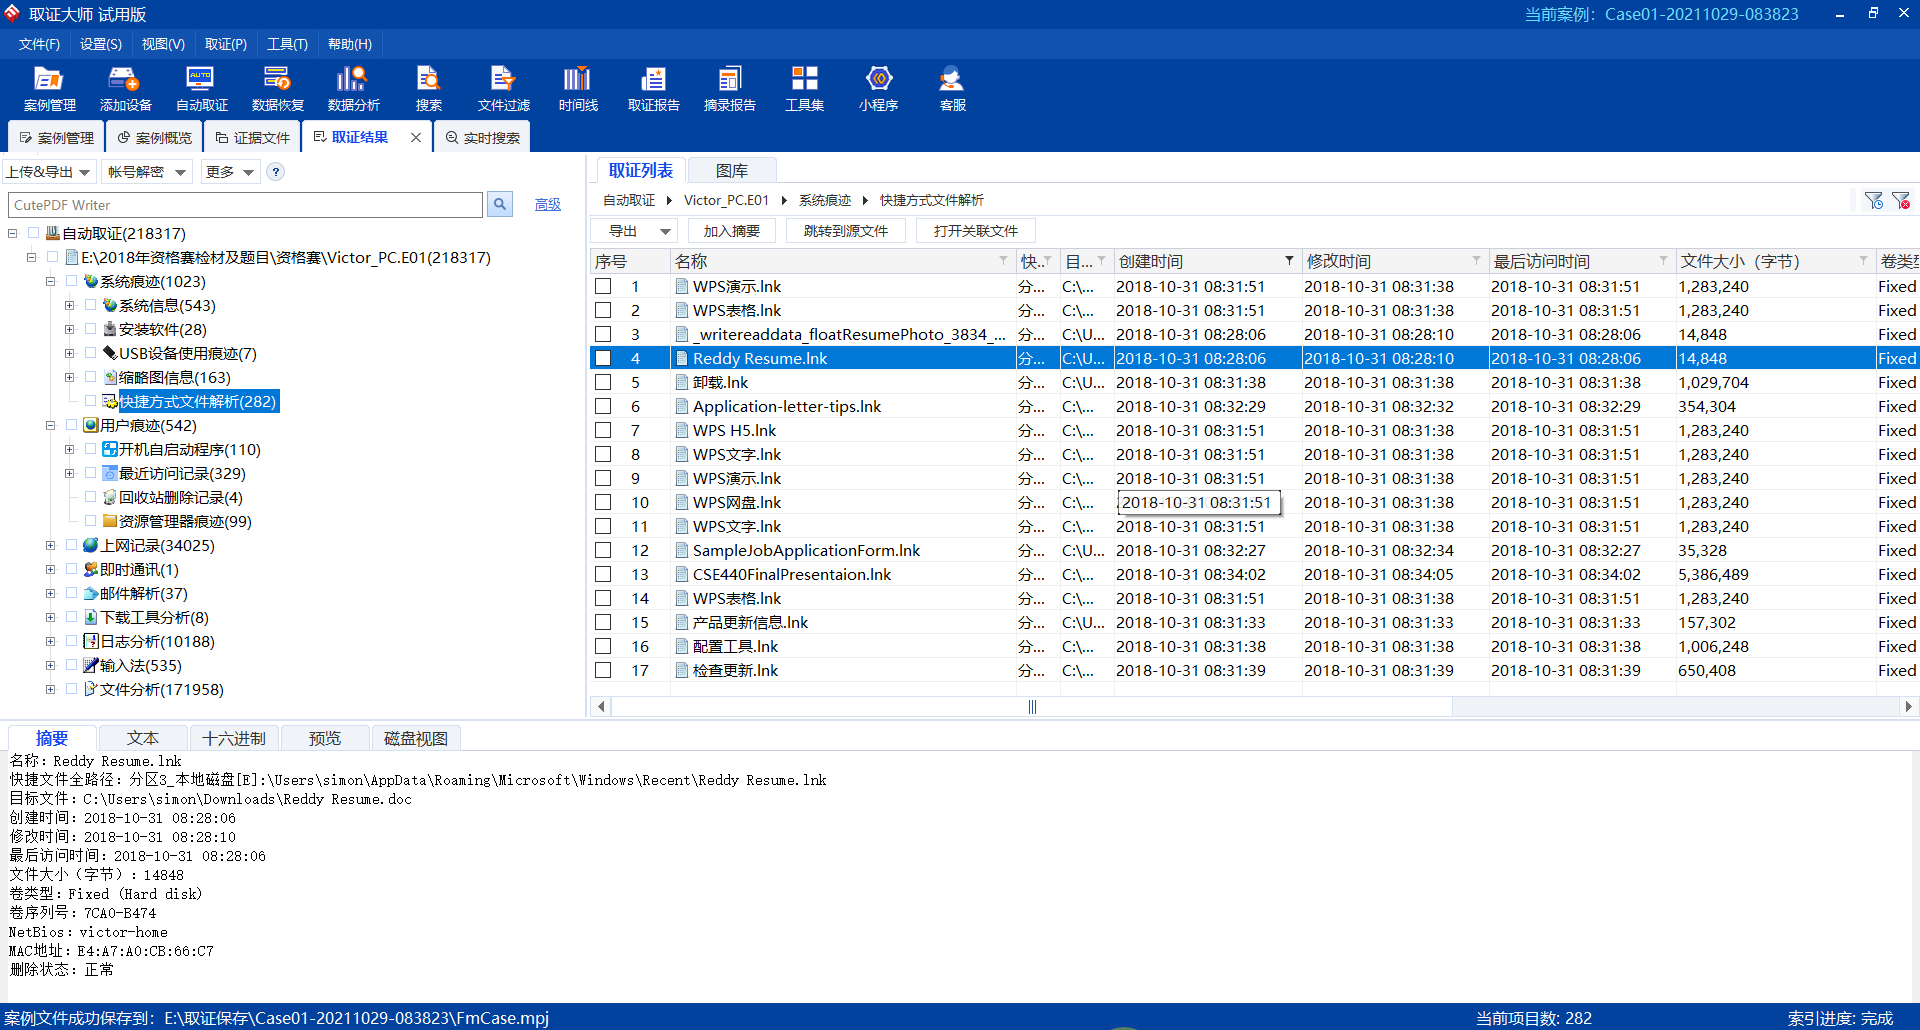 取证大师 试用版
当前案例: Case01-20211029-083823
文件(F) 设置(S) 视图(V) 取证(P) 工具(T) 帮助(H)
案例管理 添加设备 自动取证 数据恢复 数据分析 搜索 文件过滤 时间线 取证报告 摘录报告 工具集 小程序 客服
案例管理 案例概览 证据文件 取证结果 实时搜索
上传&导出 帐号解密 更多 ?
CutePDF Writer 高级
自动取证(218317)
E:\2018年资格赛检材及题目\资格赛\Victor_PC.E01(218317)
系统痕迹(1023)
系统信息(543)
安装软件(28)
USB设备使用痕迹(7)
缩略图信息(163)
快捷方式文件解析(282)
用户痕迹(542)
开机自启动程序(110)
最近访问记录(329)
回收站删除记录(4)
资源管理器痕迹(99)
上网记录(34025)
即时通讯(1)
邮件解析(37)
下载工具分析(8)
日志分析(10188)
输入法(535)
文件分析(171958)
取证列表 图库
自动取证 Victor_PC.E01 系统痕迹 快捷方式文件解析
导出 加入摘要 跳转到源文件 打开关联文件
序号 名称 快... 目... 创建时间 修改时间 最后访问时间 文件大小（字节） 卷类型
1 WPS演示.lnk 分... C:\... 2018-10-31 08:31:51 2018-10-31 08:31:38 2018-10-31 08:31:51 1,283,240 Fixed
2 WPS表格.lnk 分... C:\... 2018-10-31 08:31:51 2018-10-31 08:31:38 2018-10-31 08:31:51 1,283,240 Fixed
3 _writereaddata_floatResumePhoto_3834_... 分... C:\U... 2018-10-31 08:28:06 2018-10-31 08:28:10 2018-10-31 08:28:06 14,848 Fixed
4 Reddy Resume.lnk 分... C:\U... 2018-10-31 08:28:06 2018-10-31 08:28:10 2018-10-31 08:28:06 14,848 Fixed
5 卸载.lnk 分... C:\U... 2018-10-31 08:31:38 2018-10-31 08:31:38 2018-10-31 08:31:38 1,029,704 Fixed
6 Application-letter-tips.lnk 分... C:\... 2018-10-31 08:32:29 2018-10-31 08:32:32 2018-10-31 08:32:29 354,304 Fixed
7 WPS H5.lnk 分... C:\... 2018-10-31 08:31:51 2018-10-31 08:31:38 2018-10-31 08:31:51 1,283,240 Fixed
8 WPS文字.lnk 分... C:\... 2018-10-31 08:31:51 2018-10-31 08:31:38 2018-10-31 08:31:51 1,283,240 Fixed
9 WPS演示.lnk 分... C:\... 2018-10-31 08:31:51 2018-10-31 08:31:38 2018-10-31 08:31:51 1,283,240 Fixed
10 WPS网盘.lnk 分... C:\... 2018-10-31 08:31:51 2018-10-31 08:31:38 2018-10-31 08:31:51 1,283,240 Fixed
11 WPS文字.lnk 分... C:\... 2018-10-31 08:31:51 2018-10-31 08:31:38 2018-10-31 08:31:51 1,283,240 Fixed
12 SampleJobApplicationForm.lnk 分... C:\U... 2018-10-31 08:32:27 2018-10-31 08:32:34 2018-10-31 08:32:27 35,328 Fixed
13 CSE440FinalPresentaion.lnk 分... C:\... 2018-10-31 08:34:02 2018-10-31 08:34:05 2018-10-31 08:34:02 5,386,489 Fixed
14 WPS表格.lnk 分... C:\... 2018-10-31 08:31:51 2018-10-31 08:31:38 2018-10-31 08:31:51 1,283,240 Fixed
15 产品更新信息.lnk 分... C:\U... 2018-10-31 08:31:33 2018-10-31 08:31:33 2018-10-31 08:31:33 157,302 Fixed
16 配置工具.lnk 分... C:\... 2018-10-31 08:31:38 2018-10-31 08:31:38 2018-10-31 08:31:38 1,006,248 Fixed
17 检查更新.lnk 分... C:\... 2018-10-31 08:31:39 2018-10-31 08:31:39 2018-10-31 08:31:39 650,408 Fixed
摘要 文本 十六进制 预览 磁盘视图
名称：Reddy Resume.lnk
快捷文件全路径：分区3_本地磁盘[E]:\Users\simon\AppData\Roaming\Microsoft\Windows\Recent\Reddy Resume.lnk
目标文件：C:\Users\simon\Downloads\Reddy Resume.doc
创建时间：2018-10-31 08:28:06
修改时间：2018-10-31 08:28:10
最后访问时间：2018-10-31 08:28:06
文件大小（字节）：14848
卷类型：Fixed (Hard disk)
卷序列号：7CA0-B474
NetBios：victor-home
MAC地址：E4:A7:A0:CB:66:C7
删除状态：正常
案例文件成功保存到：E:\取证保存\Case01-20211029-083823\FmCase.mpj 当前项目数: 282 索引进度: 完成